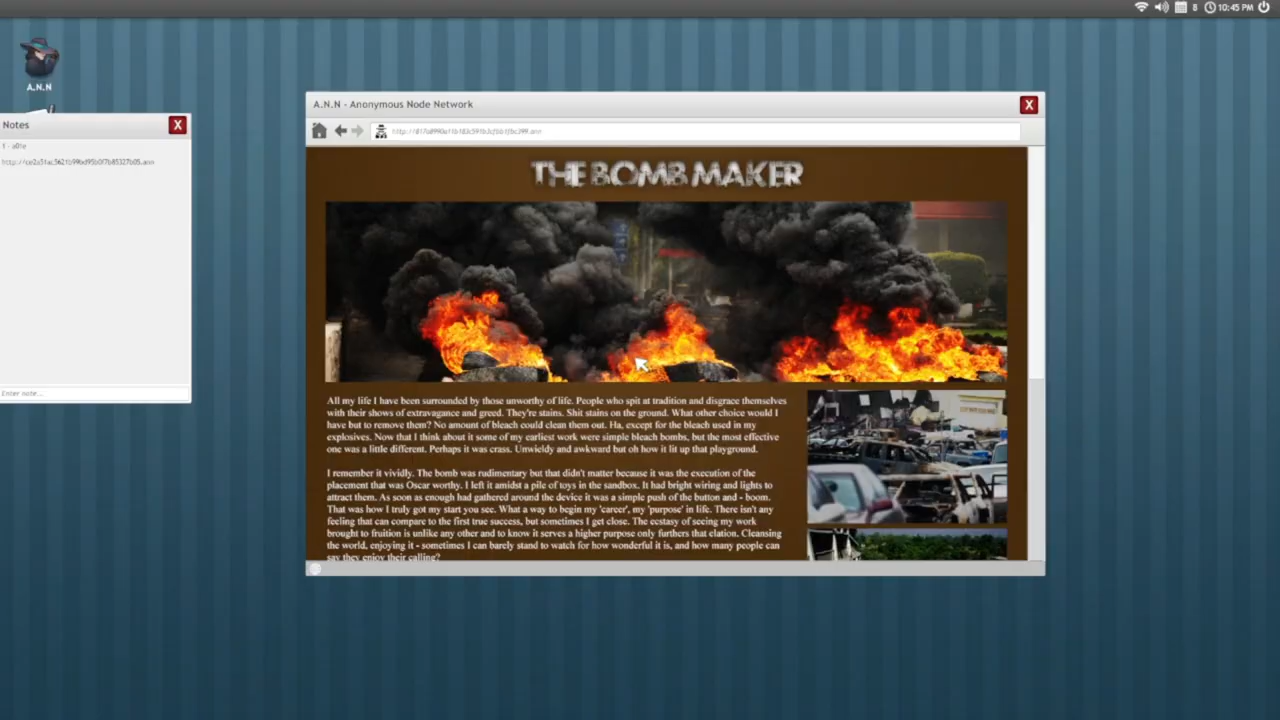 8 10:45 PM
A.N.N
A.N.N - Anonymous Node Network
Notes
THE BOMB MAKER
Enter note...
All my life I have been surrounded by those unworthy of life. People who spit at tradition and disgrace themselves
with their shows of extravagance and greed. They're stains. Shit stains on the ground. What other choice would I
have but to remove them? No amount of bleach could clean them out. Ha, except for the bleach used in my
explosives. Now that I think about it some of my earliest work were simple bleach bombs, but the most effective
one was a little different. Perhaps it was crass. Unwieldy and awkward but oh how it lit up that playground.
I remember it vividly. The bomb was rudimentary but that didn't matter because it was the execution of the
placement that was Oscar worthy. I left it amidst a pile of toys in the sandbox. It had bright wiring and lights to
attract them. As soon as enough had gathered around the device it was a simple push of the button and - boom.
That was how I truly got my start you see. What a way to begin my 'career', my 'purpose' in life. There isn't any
feeling that can compare to the first true success, but sometimes I get close. The ecstasy of seeing my work
brought to fruition is unlike any other and to know it serves a higher purpose only furthers that elation. Cleansing
the world, enjoying it - sometimes I can barely stand to watch for how wonderful it is, and how many people can
say they enjoy their calling?